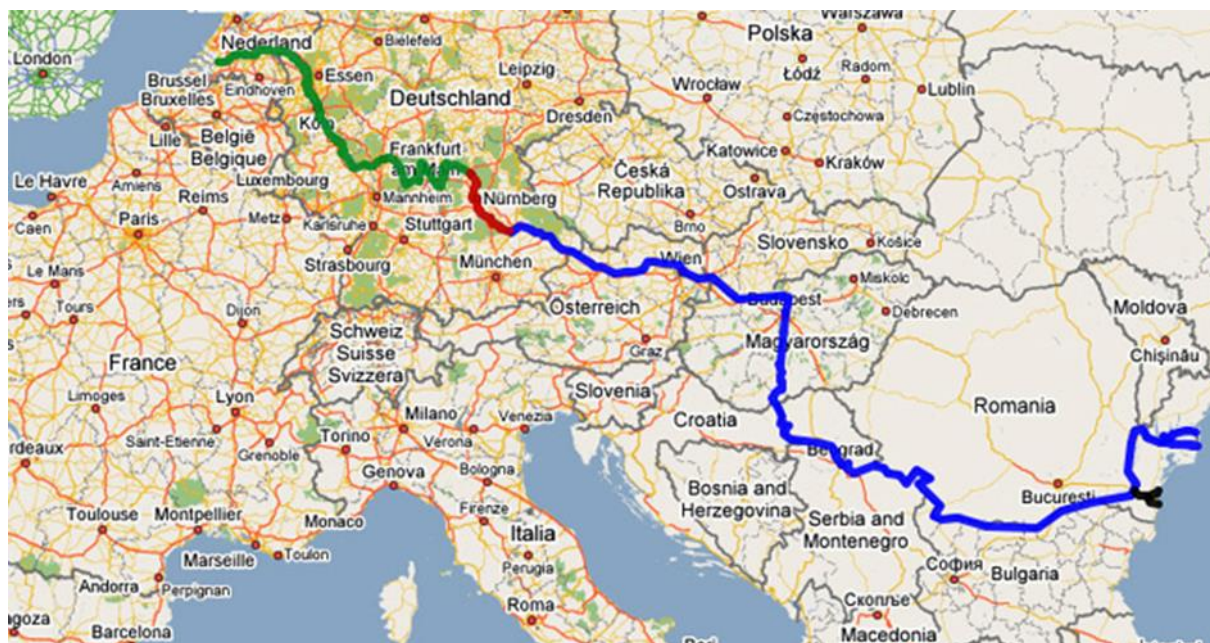 Nederland
Bielefeld
London
Essen
Brussel
Bruxelles
Eindhoven
Lille
België
Belgique
Köln
Deutschland
Leipzig
Dresden
Polska
Warszawa
Łódź
Radom
Wrocław
Lublin
Częstochowa
Katowice
Kraków
Frankfurt
am Main
Luxembourg
Le Havre
Amiens
Reims
Caen
Paris
Metz
Mannheim
Nürnberg
Karlsruhe
Stuttgart
Strasbourg
München
Česká
Republika
Ostrava
Brno
Slovensko
Košice
Wien
Miskolc
Budapest
Debrecen
Le Mans
Tours
Dijon
Österreich
Graz
Magyarország
Moldova
Chişinău
Schweiz
Suisse
Svizzera
France
Limoges
Lyon
Saint-Etienne
Grenoble
Milano
Torino
Verona
Venezia
Slovenia
Croatia
Romania
Beograd
Genova
Bologna
Bosnia and
Herzegovina
Bucureşti
Firenze
Monaco
Toulouse
Montpellier
Marseille
Toulon
Italia
Perugia
Serbia and
Montenegro
София
Bulgaria
Andorra
Perpignan
Roma
Скопље
Macedonia
Barcelona